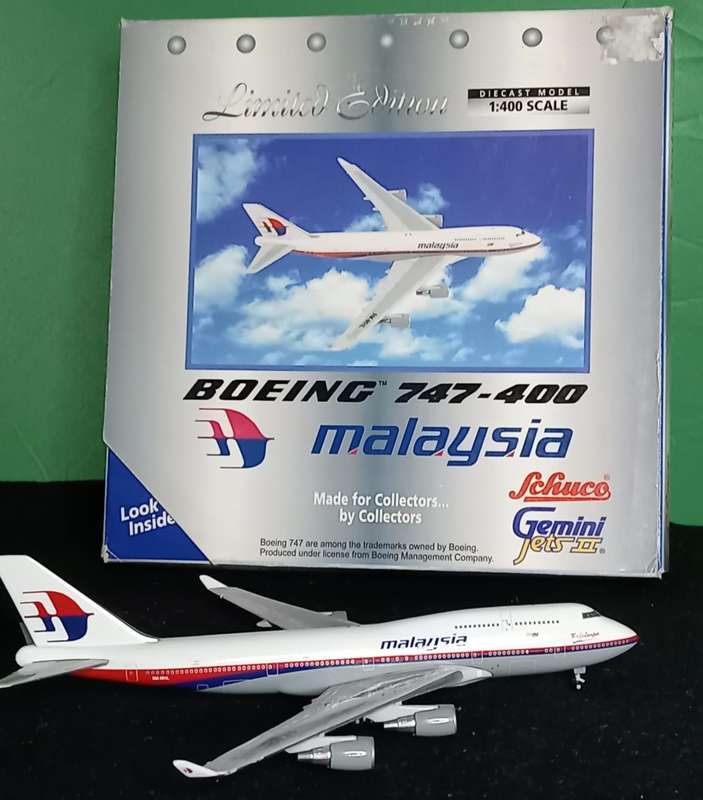 Limited Edition
DIECAST MODEL
1:400 SCALE
malaysia
BOEING™ 747-400
malaysia
Schuco®
Look Inside
Made for Collectors...
by Collectors
Gemini
Jets II®
Boeing 747 are among the trademarks owned by Boeing.
Produced under license from Boeing Management Company.
malaysia